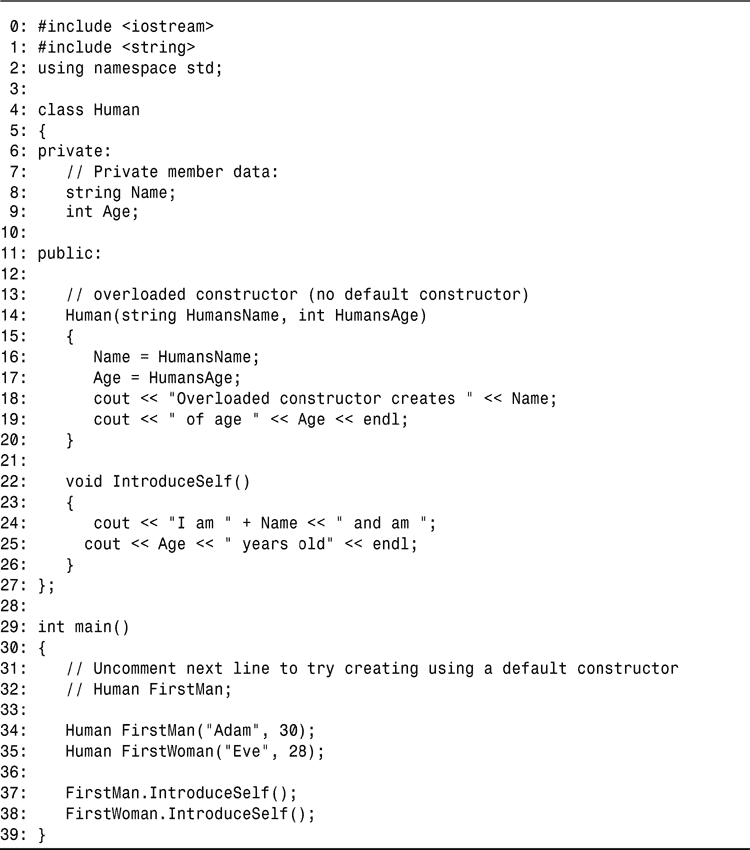 0: #include <iostream>
1: #include <string>
2: using namespace std;
3:
4: class Human
5: {
6: private:
7:    // Private member data:
8:    string Name;
9:    int Age;
10:
11: public:
12:
13:    // overloaded constructor (no default constructor)
14:    Human(string HumansName, int HumansAge)
15:    {
16:       Name = HumansName;
17:       Age = HumansAge;
18:       cout << "Overloaded constructor creates " << Name;
19:       cout << " of age " << Age << endl;
20:    }
21:
22:    void IntroduceSelf()
23:    {
24:       cout << "I am " + Name << " and am ";
25:      cout << Age << " years old" << endl;
26:    }
27: };
28:
29: int main()
30: {
31:    // Uncomment next line to try creating using a default constructor
32:    // Human FirstMan;
33:
34:    Human FirstMan("Adam", 30);
35:    Human FirstWoman("Eve", 28);
36:
37:    FirstMan.IntroduceSelf();
38:    FirstWoman.IntroduceSelf();
39: }